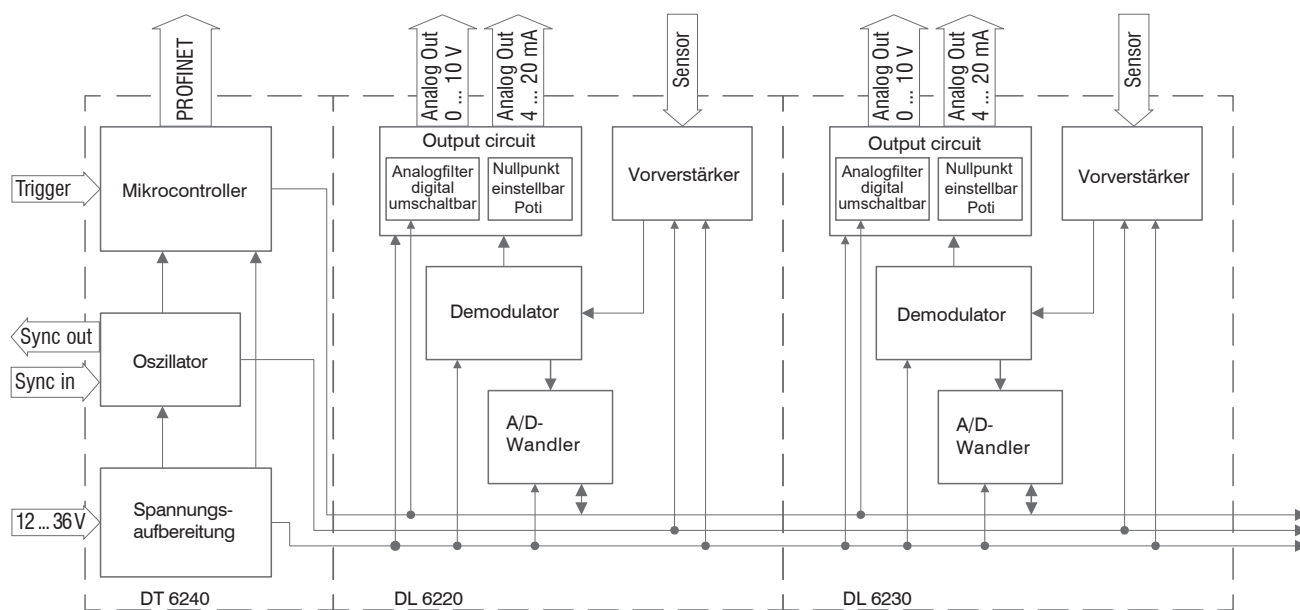 PROFINET
Trigger
Mikrocontroller
Sync out
Sync in
Oszillator
12 ... 36 V
Spannungs-
aufbereitung
DT 6240
Analog Out
0 ... 10 V
Analog Out
4 ... 20 mA
Sensor
Output circuit
Analogfilter
digital
umschaltbar
Nullpunkt
einstellbar
Poti
Vorverstärker
Demodulator
A/D-
Wandler
DL 6220
Analog Out
0 ... 10 V
Analog Out
4 ... 20 mA
Sensor
Output circuit
Analogfilter
digital
umschaltbar
Nullpunkt
einstellbar
Poti
Vorverstärker
Demodulator
A/D-
Wandler
DL 6230